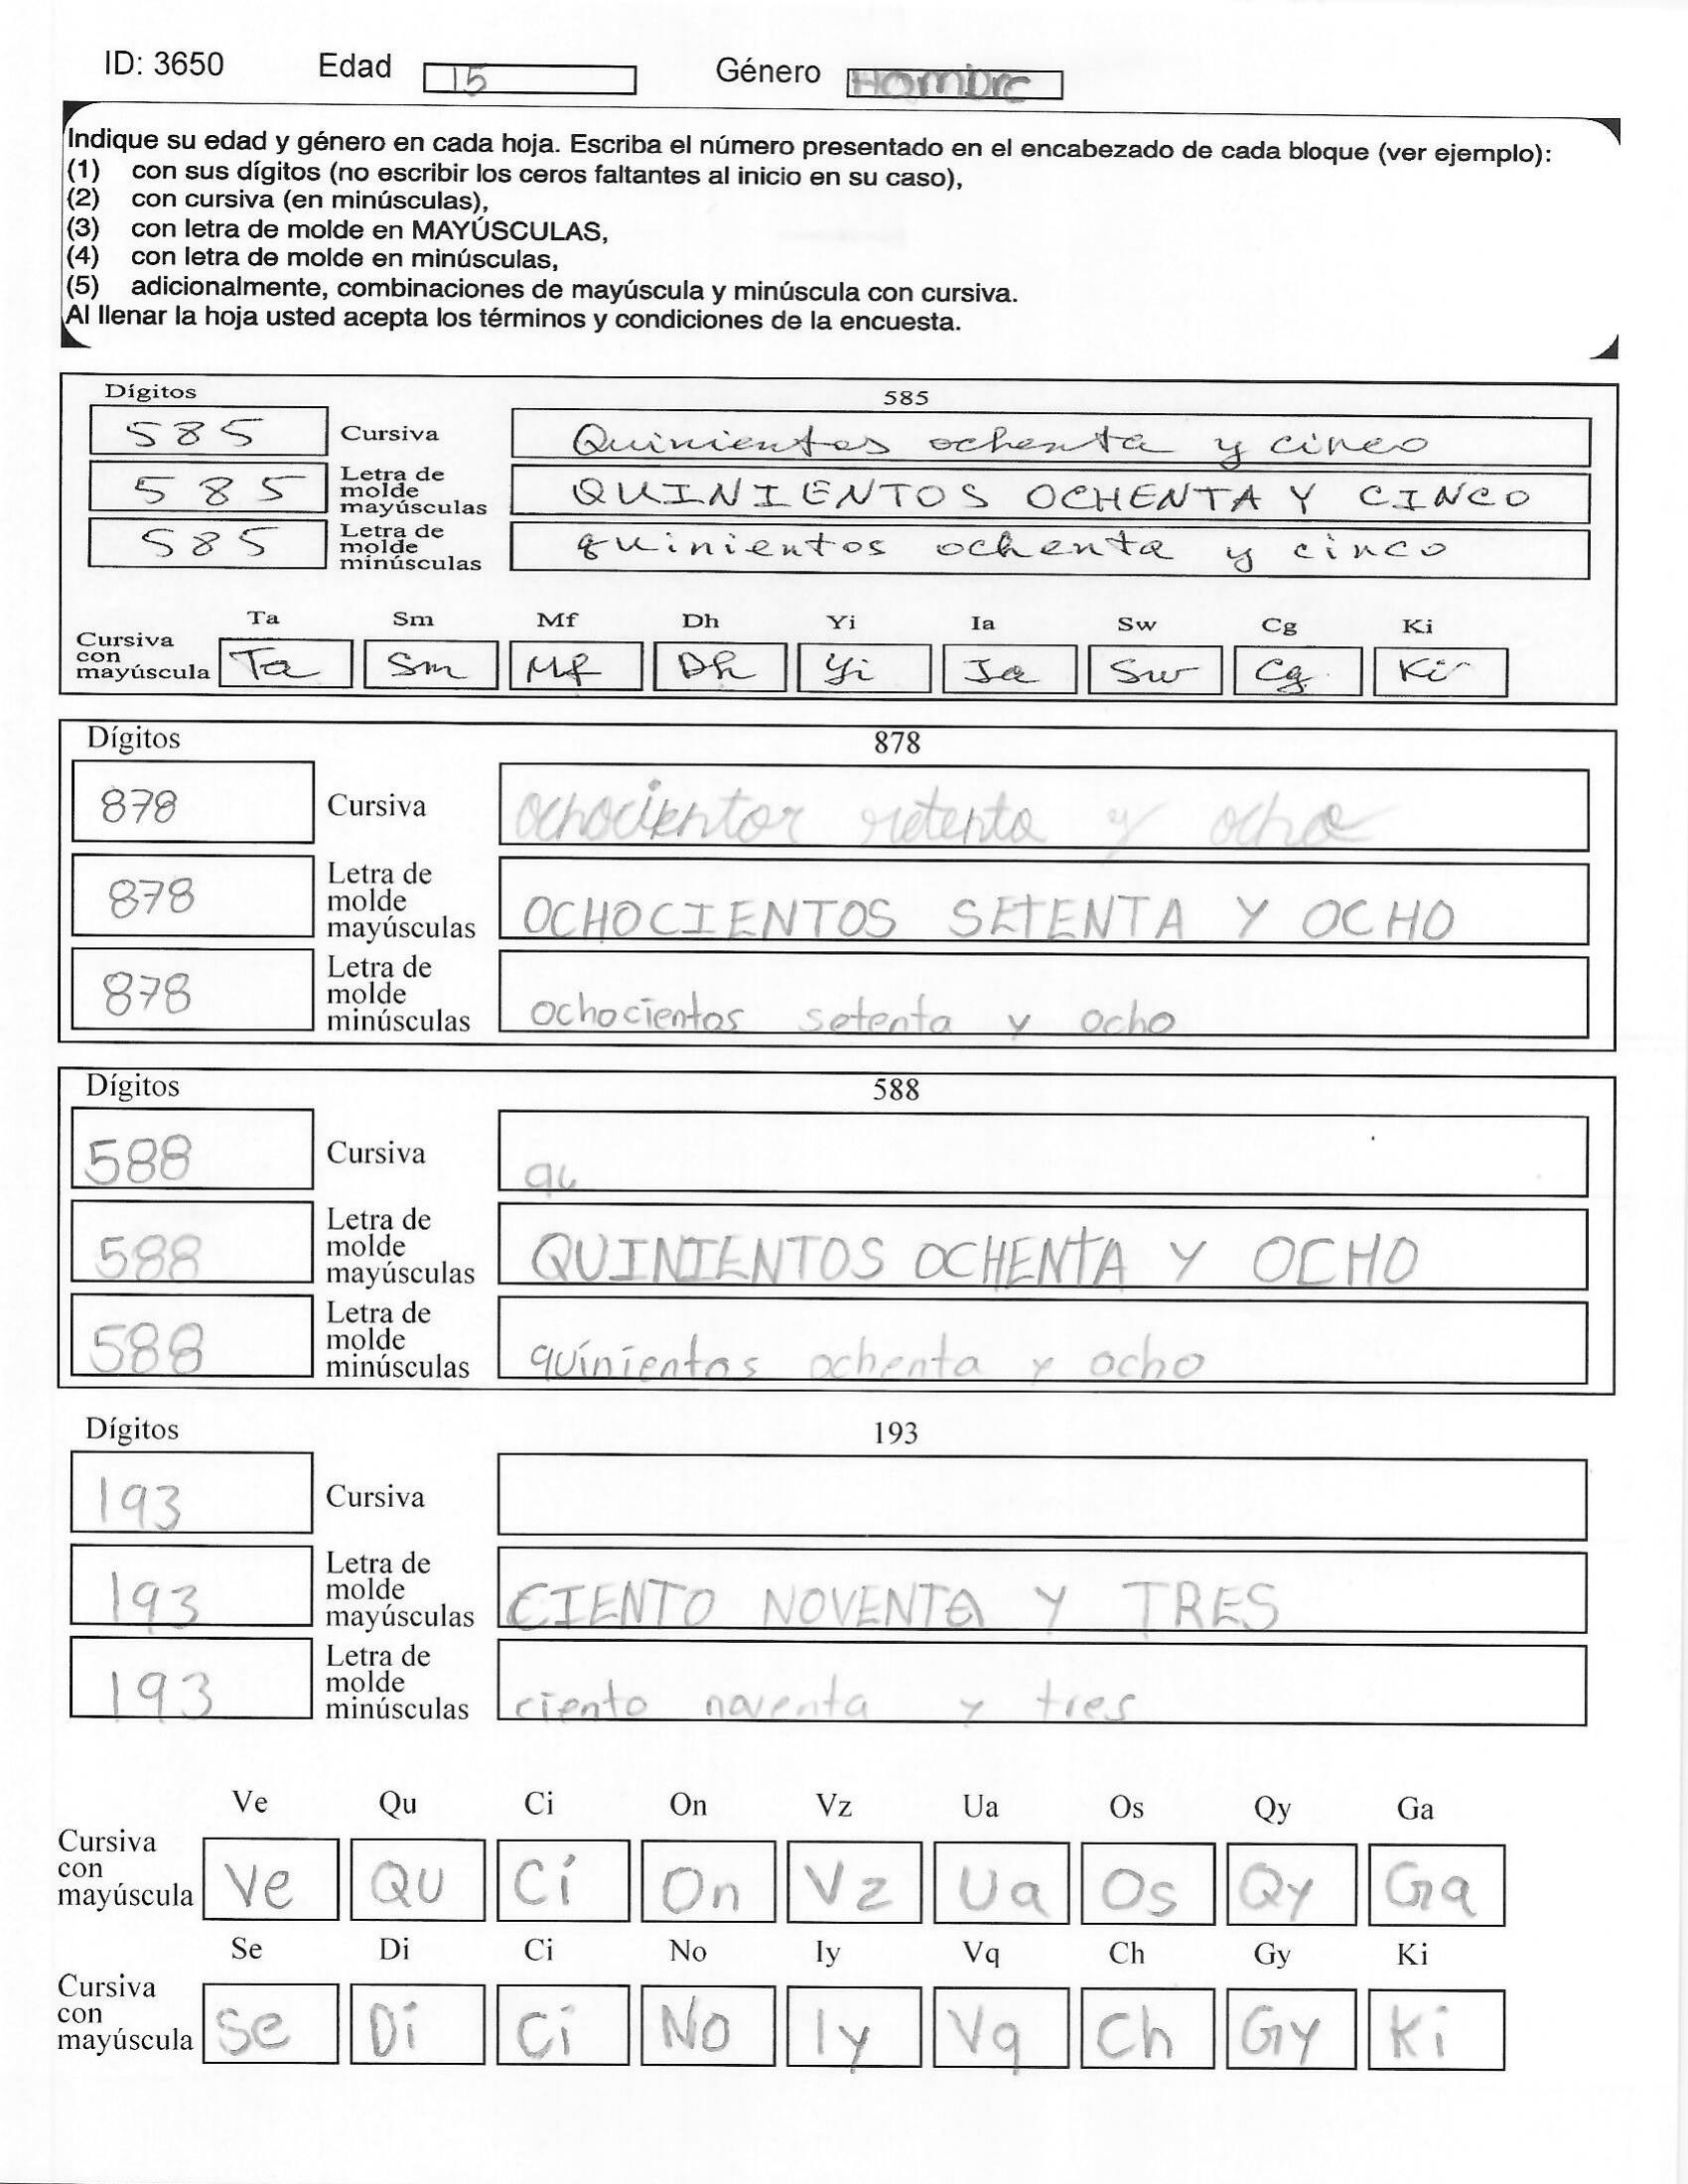 ID: 3650 Edad 15 Género Hombre
Indique su edad y género en cada hoja. Escriba el número presentado en el encabezado de cada bloque (ver ejemplo):
(1) con sus dígitos (no escribir los ceros faltantes al inicio en su caso),
(2) con cursiva (en minúsculas),
(3) con letra de molde en MAYÚSCULAS,
(4) con letra de molde en minúsculas,
(5) adicionalmente, combinaciones de mayúscula y minúscula con cursiva.
Al llenar la hoja usted acepta los términos y condiciones de la encuesta.
Dígitos 585
585 Cursiva Quinientos ochenta y cinco
585 Letra de molde mayúsculas QUINIENTOS OCHENTA Y CINCO
585 Letra de molde minúsculas quinientos ochenta y cinco
Ta Sm Mf Dh Yi Ia Sw Cg Ki
Cursiva con mayúscula Ta Sm Mf Dh Yi Ia Sw Cg Ki
Dígitos 878
878 Cursiva ochocientos setenta y ocho
878 Letra de molde mayúsculas OCHOCIENTOS SETENTA Y OCHO
878 Letra de molde minúsculas ochocientos setenta y ocho
Dígitos 588
588 Cursiva qu
588 Letra de molde mayúsculas QUINIENTOS OCHENTA Y OCHO
588 Letra de molde minúsculas quinientos ochenta y ocho
Dígitos 193
193 Cursiva
193 Letra de molde mayúsculas CIENTO NOVENTA Y TRES
193 Letra de molde minúsculas ciento noventa y tres
Ve Qu Ci On Vz Ua Os Qy Ga
Cursiva con mayúscula Ve QU Ci On Vz Ua Os Qy Ga
Se Di Ci No Iy Vq Ch Gy Ki
Cursiva con mayúscula Se Di Ci No Iy Vq Ch Gy Ki